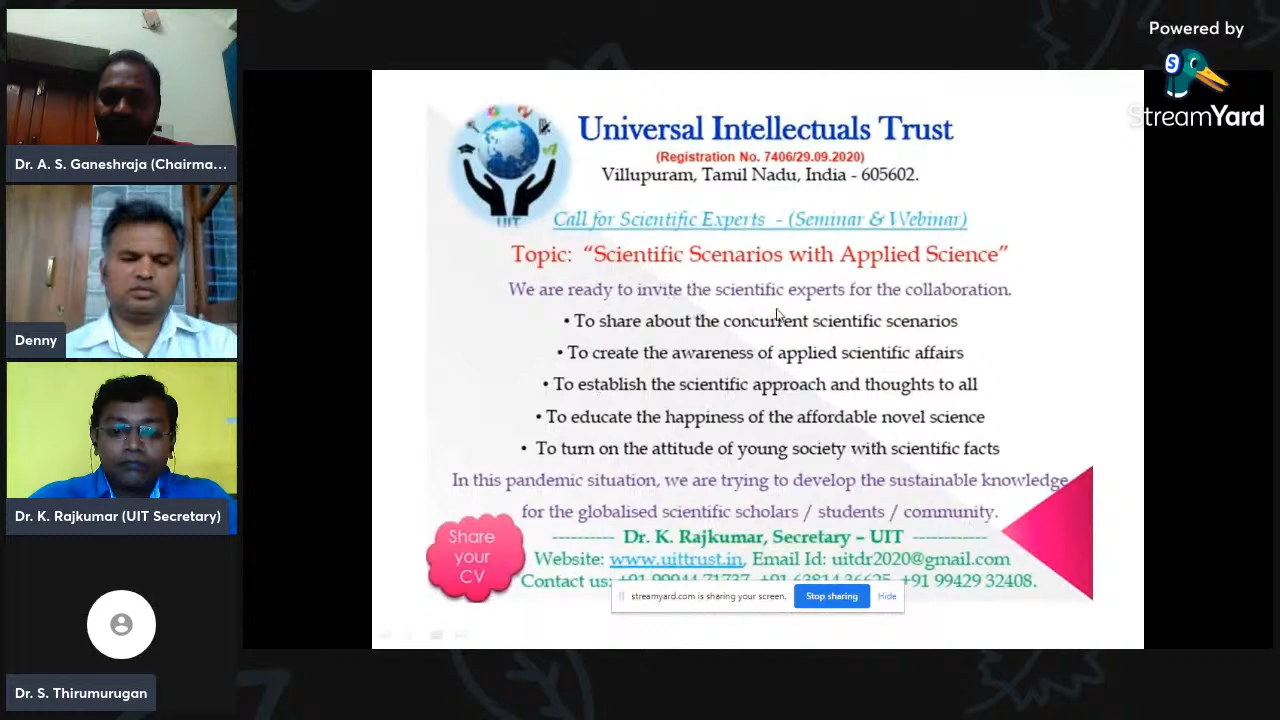 Dr. A. S. Ganeshraja (Chairma...
Denny
Dr. K. Rajkumar (UIT Secretary)
Dr. S. Thirumurugan
Universal Intellectuals Trust
(Registration No. 7406/29.09.2020)
Villupuram, Tamil Nadu, India - 605602.
UIT
Call for Scientific Experts - (Seminar & Webinar)
Topic: “Scientific Scenarios with Applied Science”
We are ready to invite the scientific experts for the collaboration.
• To share about the concurrent scientific scenarios
• To create the awareness of applied scientific affairs
• To establish the scientific approach and thoughts to all
• To educate the happiness of the affordable novel science
• To turn on the attitude of young society with scientific facts
In this pandemic situation, we are trying to develop the sustainable knowledge
for the globalised scientific scholars / students / community.
Share
your
CV
---------- Dr. K. Rajkumar, Secretary – UIT ------------
Website: www.uittrust.in, Email Id: uitdr2020@gmail.com
Contact us: +91 99429 32408.
streamyard.com is sharing your screen.
Stop sharing
Hide
Powered by
S
StreamYard